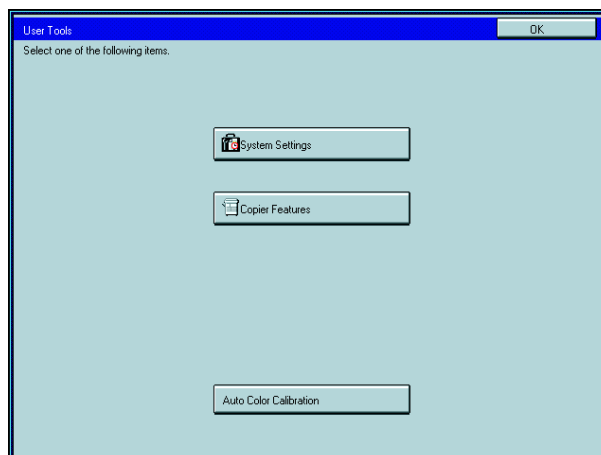 User Tools
OK
Select one of the following items.
System Settings
Copier Features
Auto Color Calibration